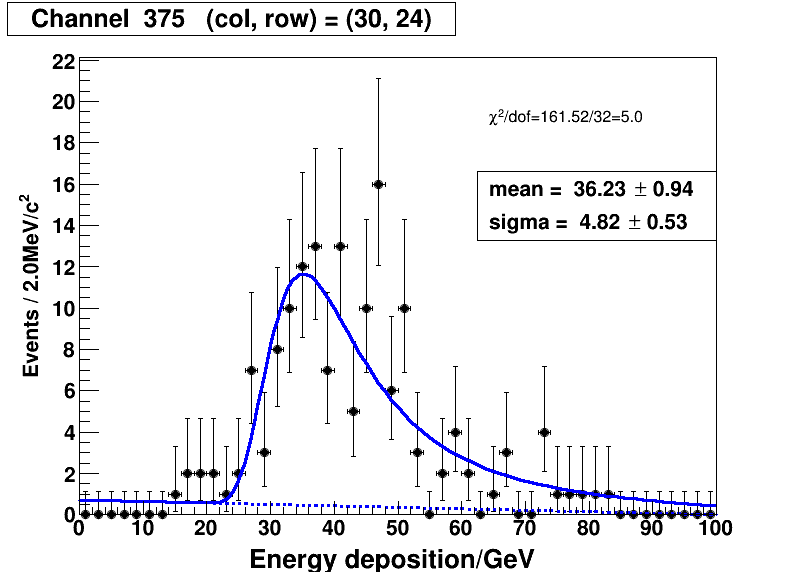 Channel 375 (col, row) = (30, 24)
χ²/dof=161.52/32=5.0
mean = 36.23 ± 0.94
sigma = 4.82 ± 0.53
Events / 2.0MeV/c²
22
20
18
16
14
12
10
8
6
4
2
0
0 10 20 30 40 50 60 70 80 90 100
Energy deposition/GeV